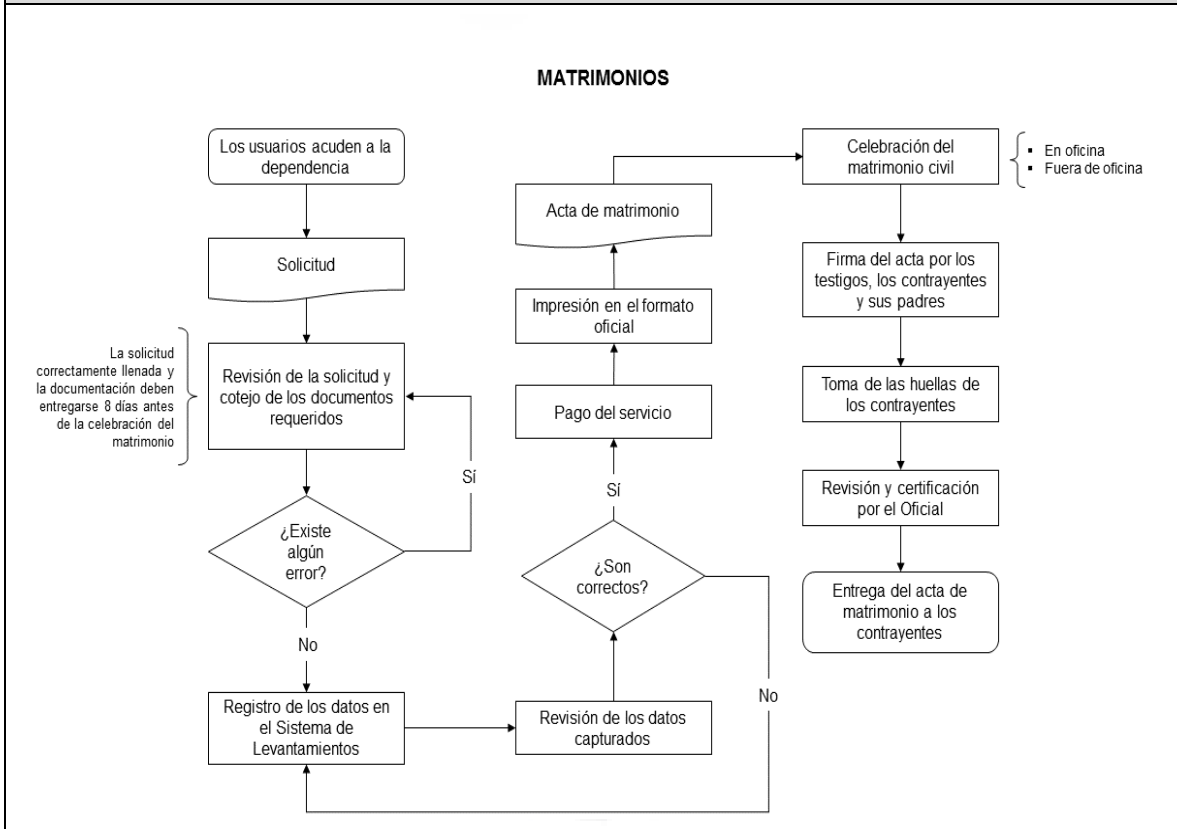 MATRIMONIOS
Los usuarios acuden a la
dependencia
Solicitud
La solicitud
correctamente llenada y
la documentación deben
entregarse 8 días antes
de la celebración del
matrimonio
Revisión de la solicitud y
cotejo de los documentos
requeridos
Sí
¿Existe
algún
error?
No
Registro de los datos en
el Sistema de
Levantamientos
Revisión de los datos
capturados
¿Son
correctos?
No
Sí
Pago del servicio
Impresión en el formato
oficial
Acta de matrimonio
Celebración del
matrimonio civil
▪ En oficina
▪ Fuera de oficina
Firma del acta por los
testigos, los contrayentes
y sus padres
Toma de las huellas de
los contrayentes
Revisión y certificación
por el Oficial
Entrega del acta de
matrimonio a los
contrayentes